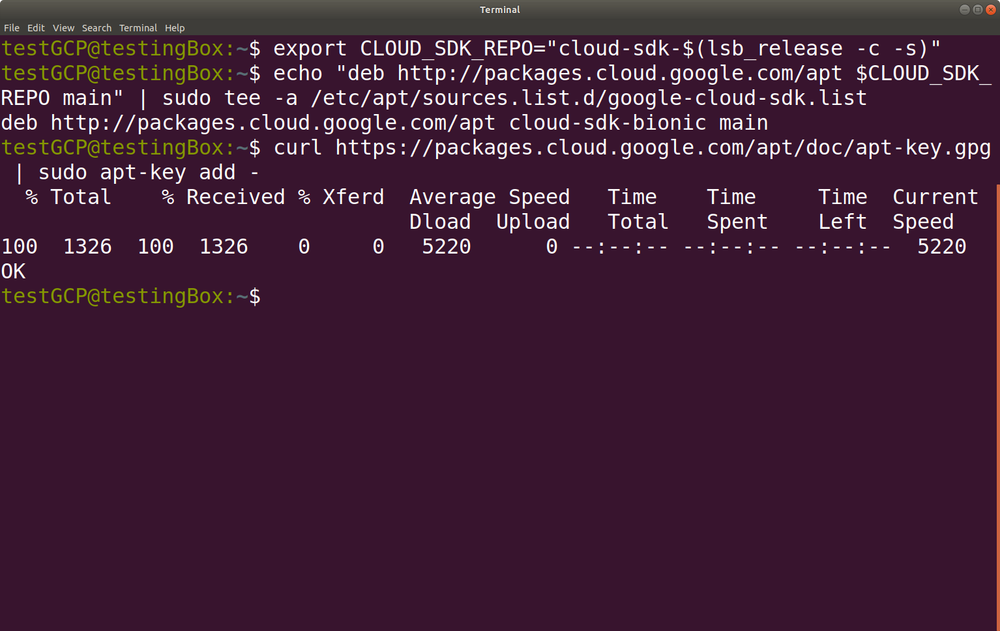 Terminal
File Edit View Search Terminal Help
testGCP@testingBox:~$ export CLOUD_SDK_REPO="cloud-sdk-$(lsb_release -c -s)"
testGCP@testingBox:~$ echo "deb http://packages.cloud.google.com/apt $CLOUD_SDK_
REPO main" | sudo tee -a /etc/apt/sources.list.d/google-cloud-sdk.list
deb http://packages.cloud.google.com/apt cloud-sdk-bionic main
testGCP@testingBox:~$ curl https://packages.cloud.google.com/apt/doc/apt-key.gpg
 | sudo apt-key add -
  % Total    % Received % Xferd  Average Speed   Time    Time     Time  Current
                                 Dload  Upload   Total   Spent    Left  Speed
100  1326  100  1326    0     0   5220      0 --:--:-- --:--:-- --:--:--  5220
OK
testGCP@testingBox:~$